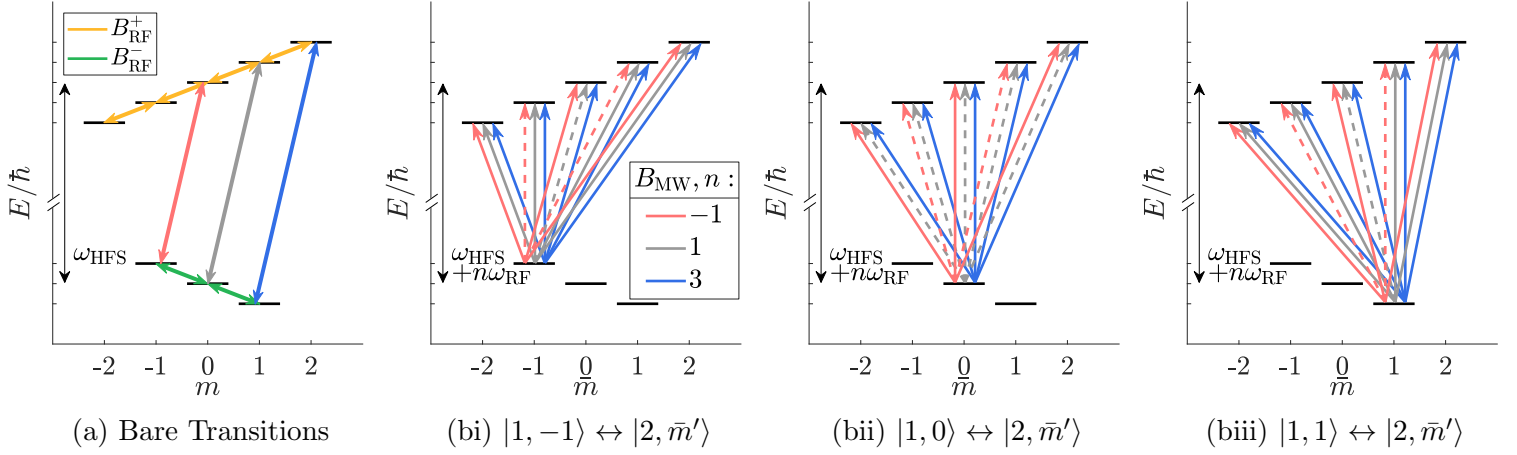 B⁺_RF
B⁻_RF
E/ħ
ω_HFS
-2 -1 0 1 2
m
(a) Bare Transitions
E/ħ
ω_HFS
+nω_RF
B_MW, n :
−1
1
3
-2 -1 0 1 2
m̄
(bi) |1, −1⟩ ↔ |2, m̄′⟩
E/ħ
ω_HFS
+nω_RF
-2 -1 0 1 2
m̄
(bii) |1, 0⟩ ↔ |2, m̄′⟩
E/ħ
ω_HFS
+nω_RF
-2 -1 0 1 2
m̄
(biii) |1, 1⟩ ↔ |2, m̄′⟩